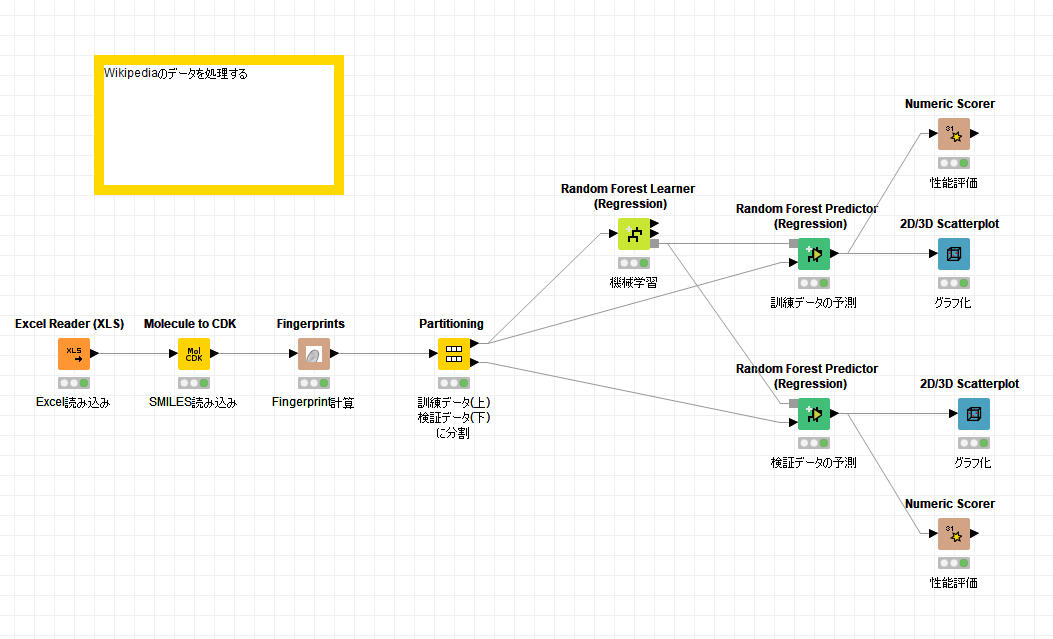 Wikipediaのデータを処理する
Numeric Scorer
31
性能評価
Random Forest Learner
(Regression)
機械学習
Random Forest Predictor
(Regression)
訓練データの予測
2D/3D Scatterplot
グラフ化
Excel Reader (XLS)
XLS
Excel読み込み
Molecule to CDK
Mol
CDK
SMILES読み込み
Fingerprints
Fingerprint計算
Partitioning
訓練データ(上)
検証データ(下)
に分割
Random Forest Predictor
(Regression)
検証データの予測
2D/3D Scatterplot
グラフ化
Numeric Scorer
31
性能評価